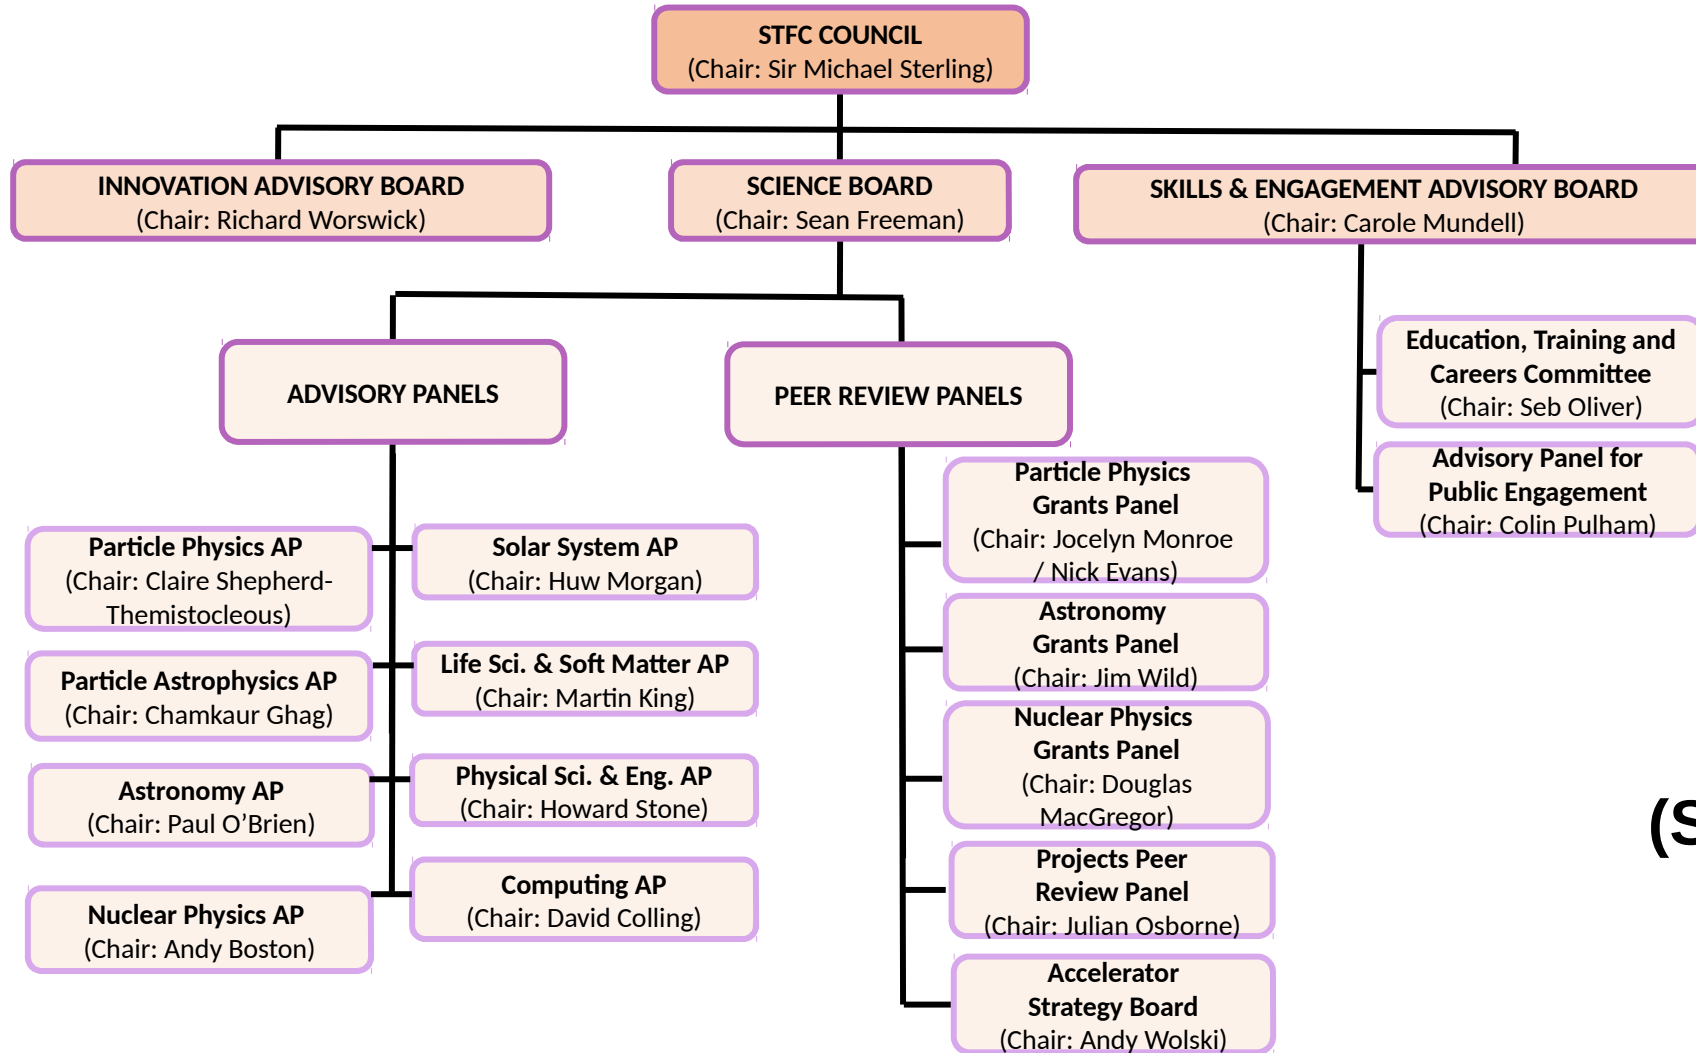 STFC COUNCIL
(Chair: Sir Michael Sterling)
INNOVATION ADVISORY BOARD
(Chair: Richard Worswick)
SCIENCE BOARD
(Chair: Sean Freeman)
SKILLS & ENGAGEMENT ADVISORY BOARD
(Chair: Carole Mundell)
ADVISORY PANELS
PEER REVIEW PANELS
Education, Training and
Careers Committee
(Chair: Seb Oliver)
Advisory Panel for
Public Engagement
(Chair: Colin Pulham)
Particle Physics AP
(Chair: Claire Shepherd-
Themistocleous)
Particle Astrophysics AP
(Chair: Chamkaur Ghag)
Astronomy AP
(Chair: Paul O’Brien)
Nuclear Physics AP
(Chair: Andy Boston)
Solar System AP
(Chair: Huw Morgan)
Life Sci. & Soft Matter AP
(Chair: Martin King)
Physical Sci. & Eng. AP
(Chair: Howard Stone)
Computing AP
(Chair: David Colling)
Particle Physics
Grants Panel
(Chair: Jocelyn Monroe
/ Nick Evans)
Astronomy
Grants Panel
(Chair: Jim Wild)
Nuclear Physics
Grants Panel
(Chair: Douglas
MacGregor)
Projects Peer
Review Panel
(Chair: Julian Osborne)
Accelerator
Strategy Board
(Chair: Andy Wolski)